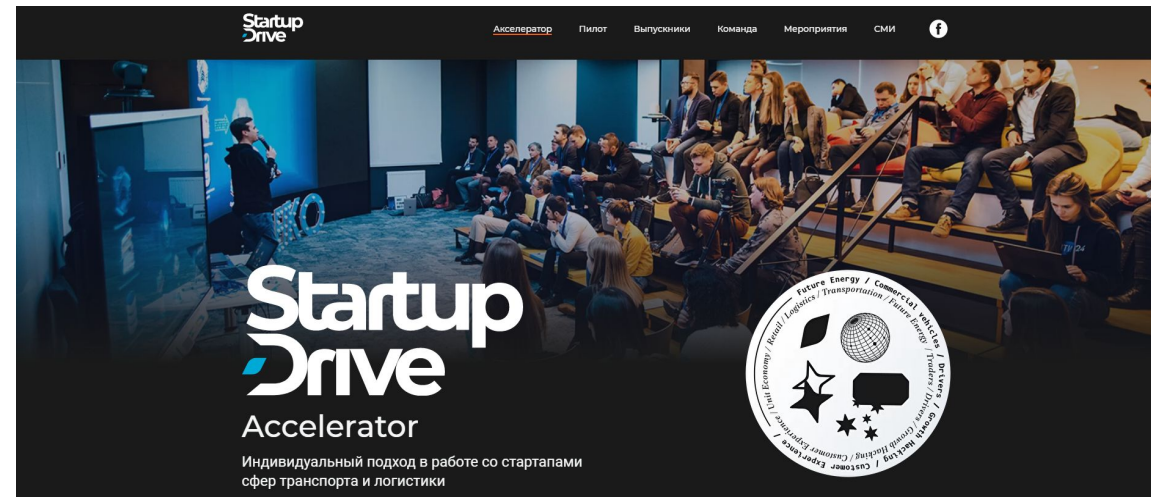 Startup
Drive
Акселератор Пилот Выпускники Команда Мероприятия СМИ
f
Startup
Drive
Accelerator
Индивидуальный подход в работе со стартапами
сфер транспорта и логистики
Future Energy / Commercial vehicles / Drivers / Growth Hacking / Customer Experience /
Unit Economy / Retail / Logistics / Transportation / Future Energy / Traders / Drivers / Growth Hacking / Customer Experience /